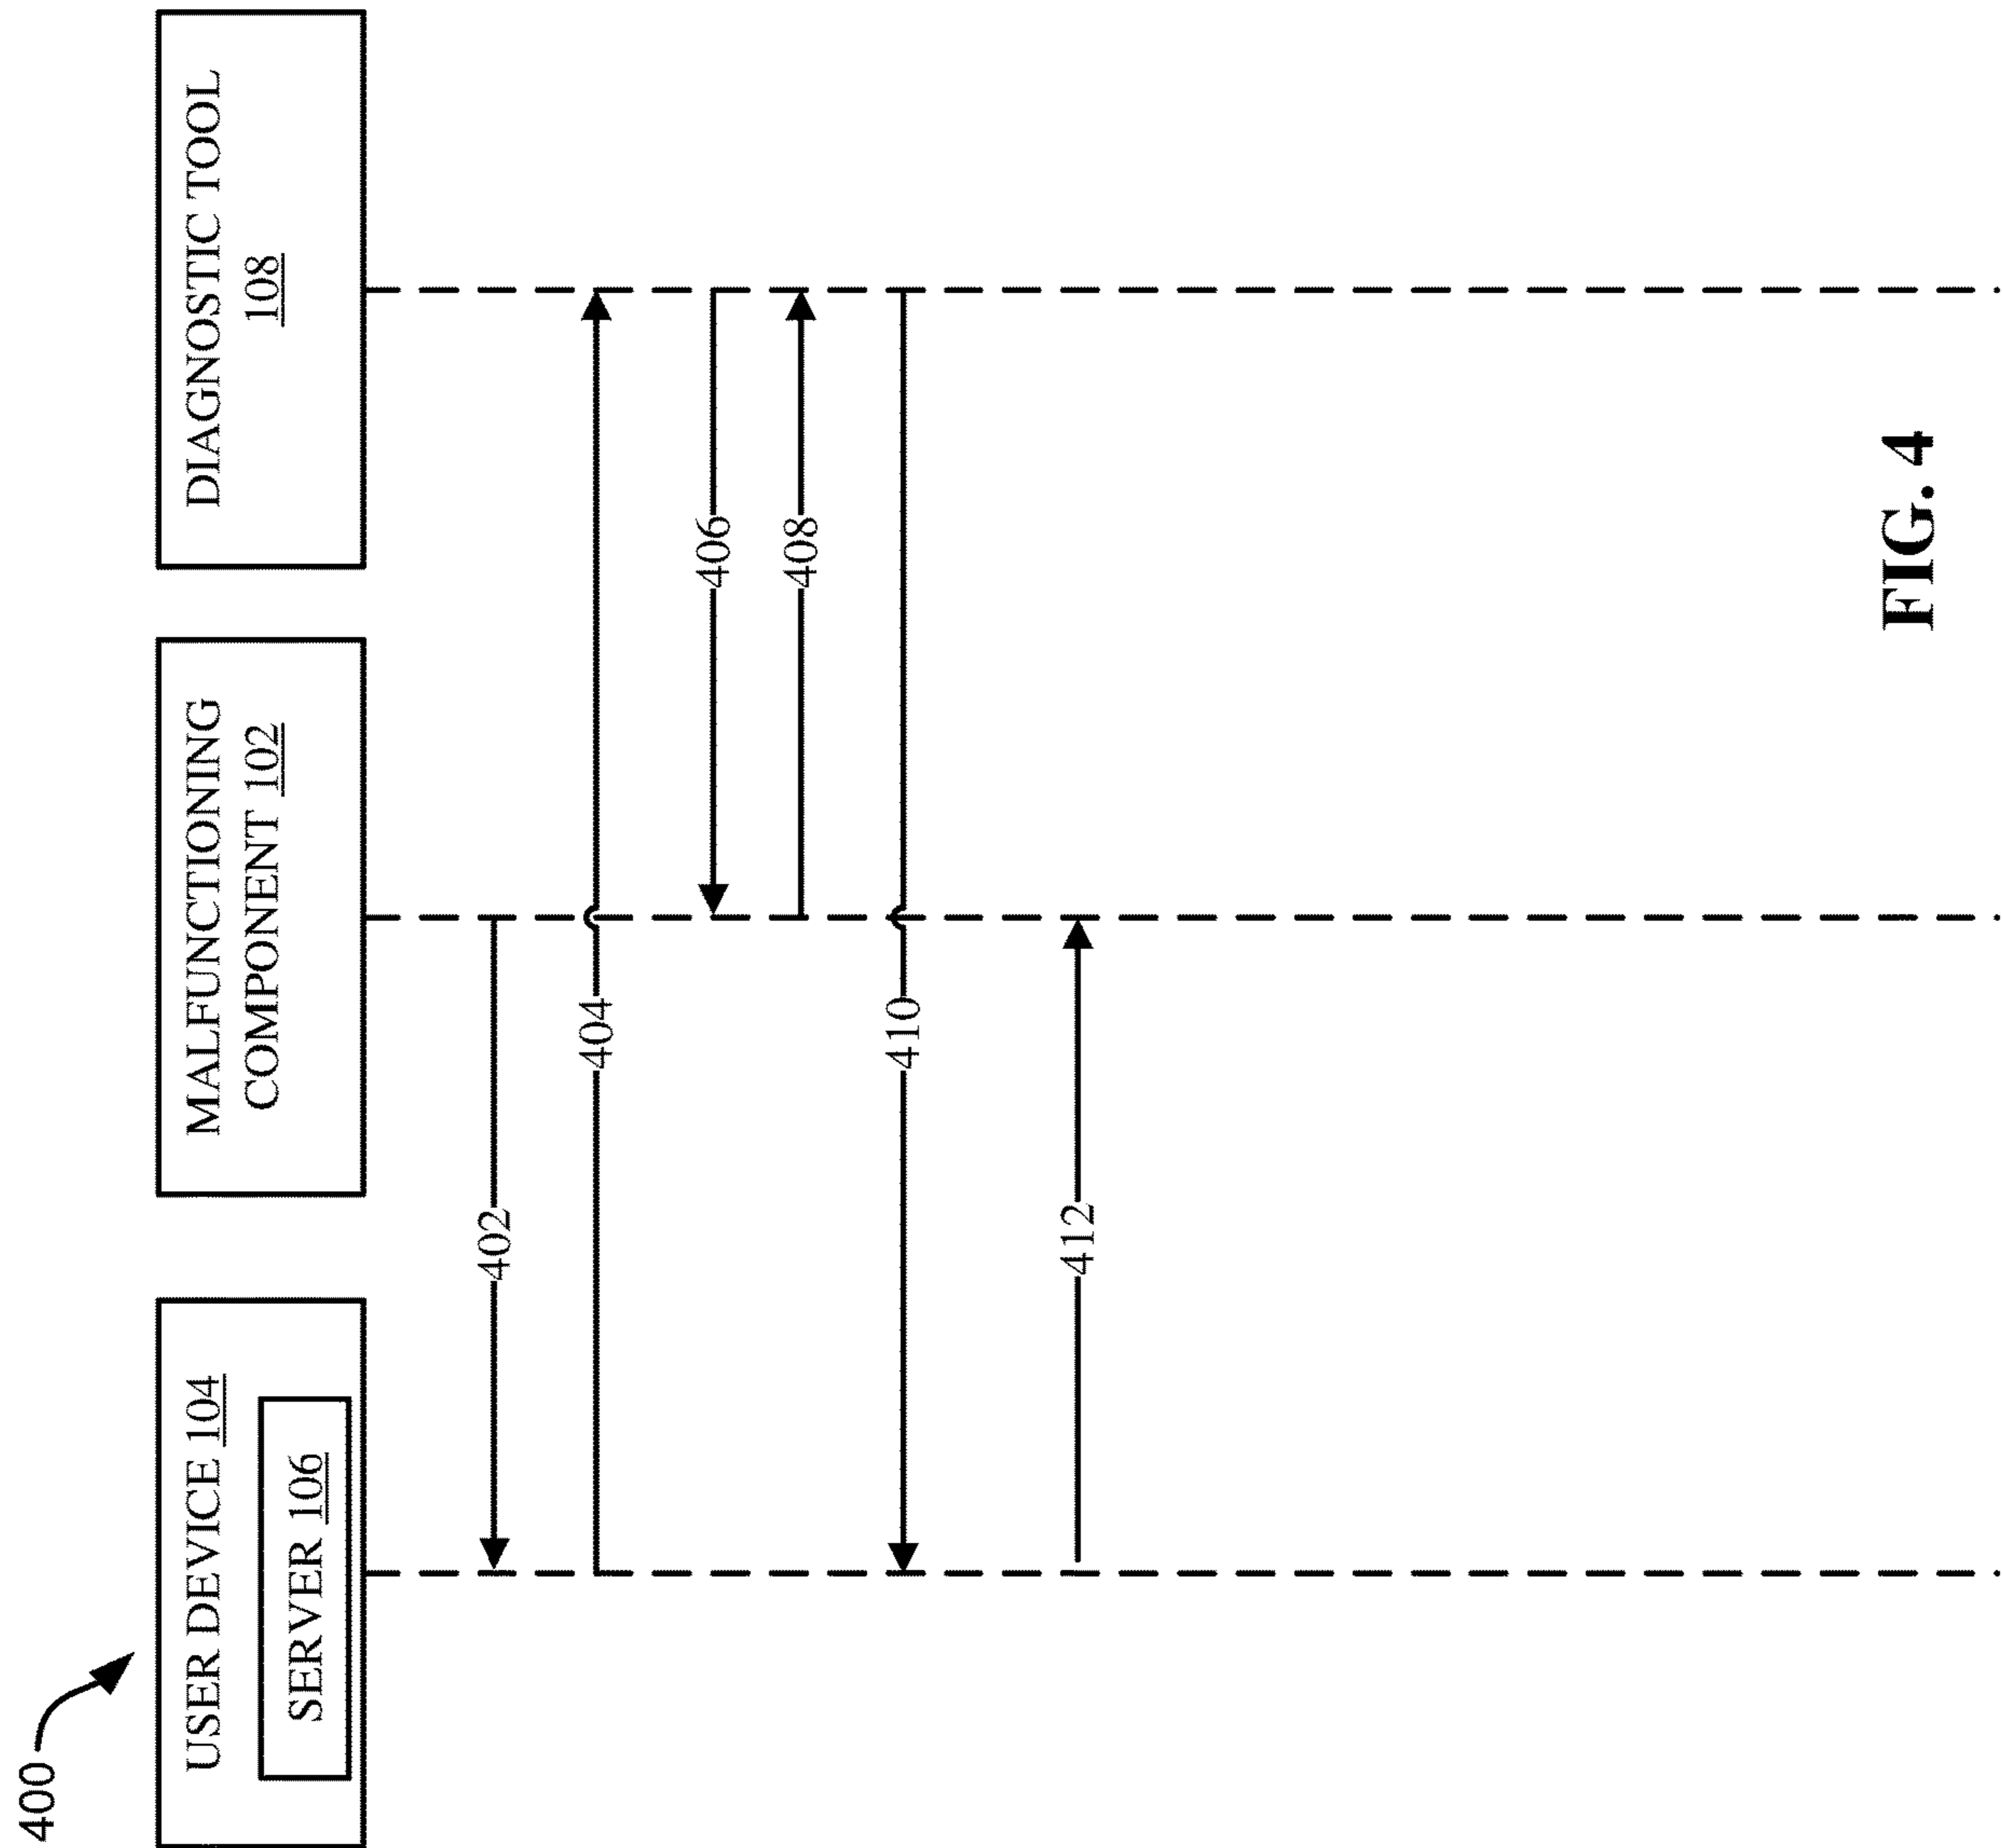 400
USER DEVICE 104
SERVER 106
MALFUNCTIONING
COMPONENT 102
DIAGNOSTIC TOOL
108
402
404
406
408
410
412
FIG. 4